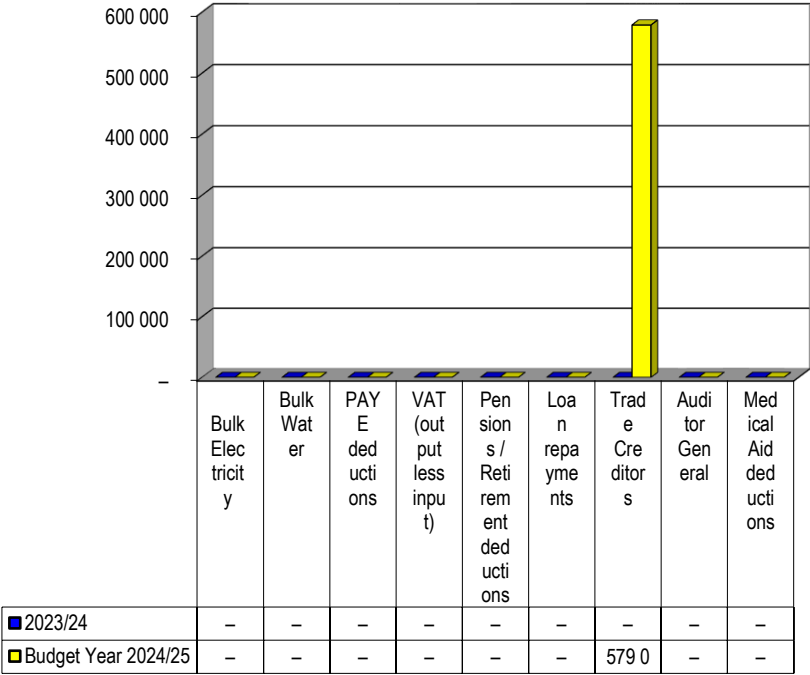 600 000
500 000
400 000
300 000
200 000
100 000
–
Bulk
Elec
tricit
y
Bulk
Wat
er
PAY
E
ded
ucti
ons
VAT
(out
put
less
inpu
t)
Pen
sion
s /
Reti
rem
ent
ded
ucti
ons
Loa
n
repa
yme
nts
Trad
e
Cre
ditor
s
Audi
tor
Gen
eral
Med
ical
Aid
ded
ucti
ons
2023/24 – – – – – – – – –
Budget Year 2024/25 – – – – – – 579 0 – –